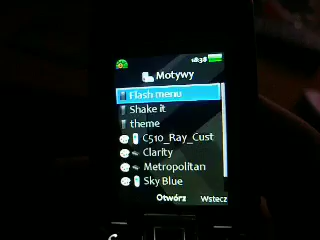 18:38
Motywy
Flash menu
Shake it
theme
C510_Ray_Cust
Clarity
Metropolitan
Sky Blue
Otwórz Wstecz